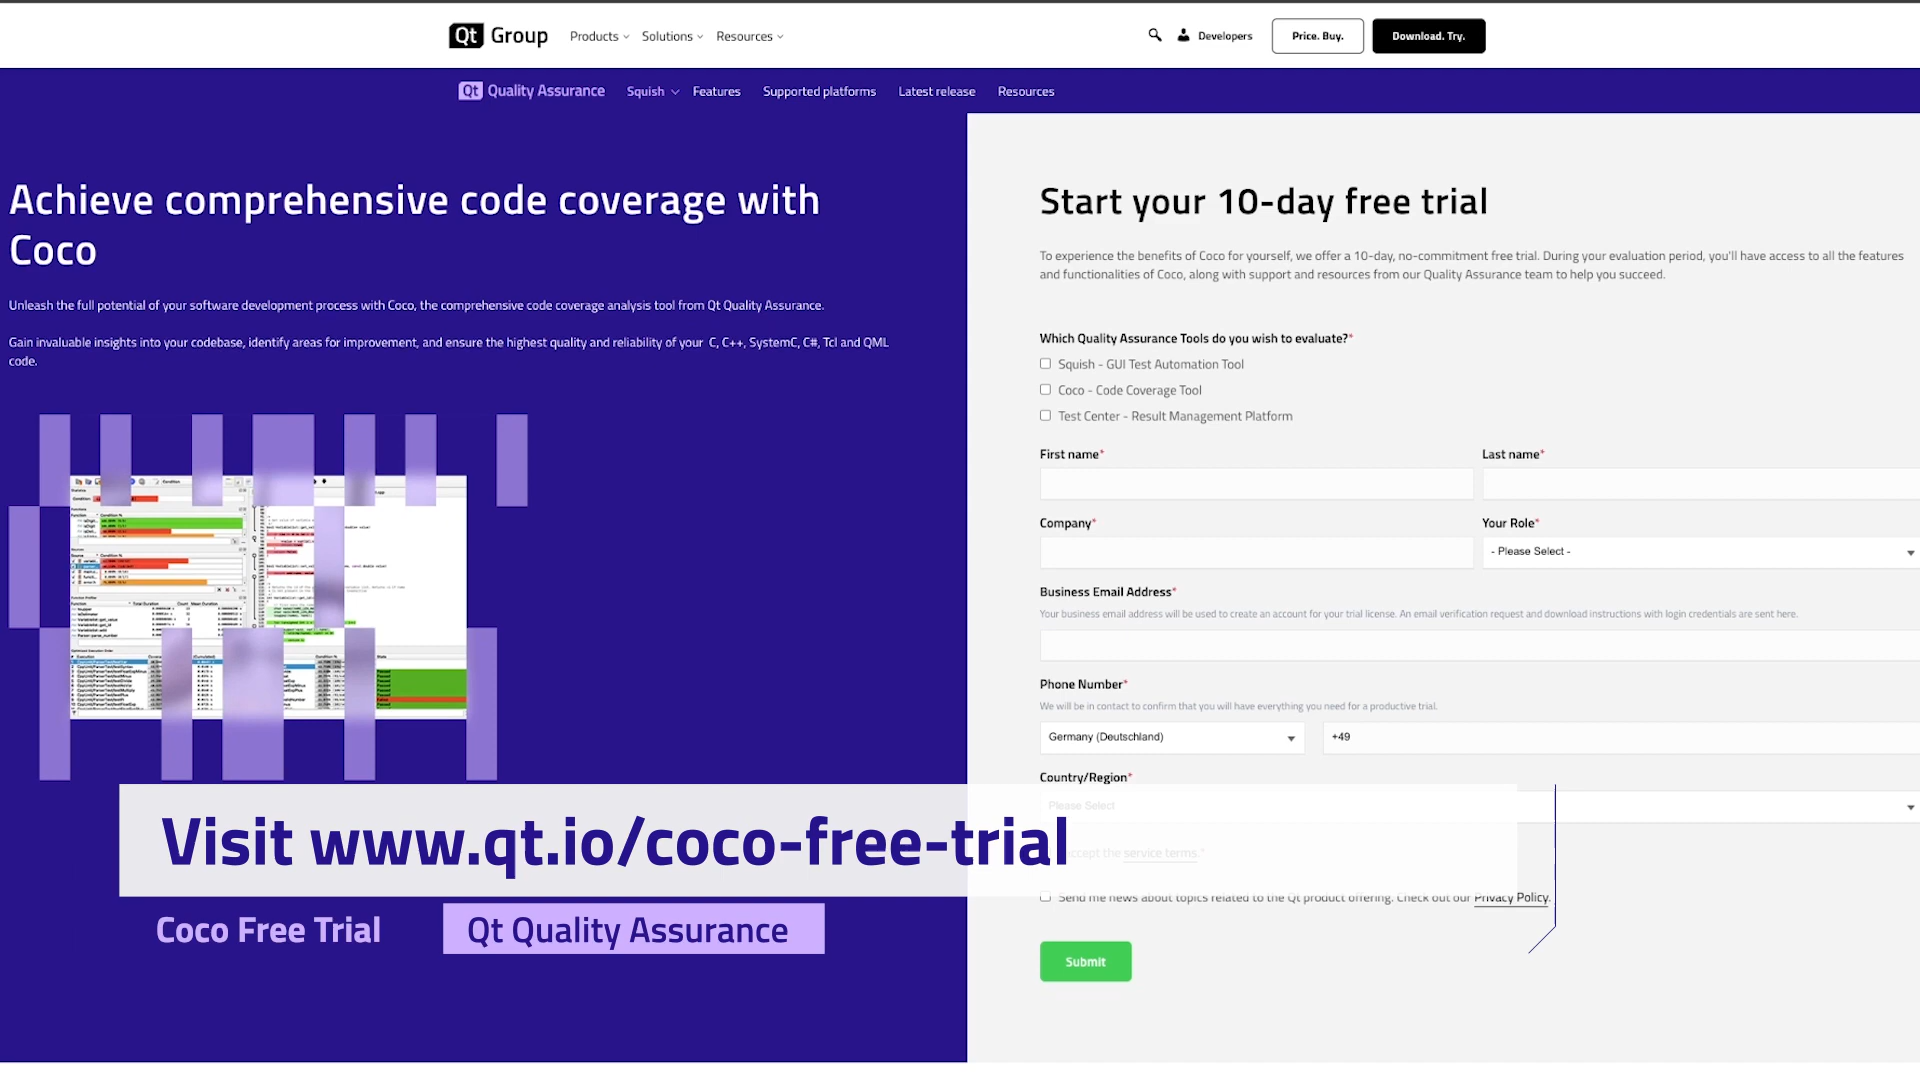 Qt Group Products Solutions Resources Developers Price. Buy. Download. Try.
Qt Quality Assurance Squish Features Supported platforms Latest release Resources
Achieve comprehensive code coverage with
Coco
Unleash the full potential of your software development process with Coco, the comprehensive code coverage analysis tool from Qt Quality Assurance.
Gain invaluable insights into your codebase, identify areas for improvement, and ensure the highest quality and reliability of your C, C++, SystemC, C#, Tcl and QML
code.
Start your 10-day free trial
To experience the benefits of Coco for yourself, we offer a 10-day, no-commitment free trial. During your evaluation period, you'll have access to all the features
and functionalities of Coco, along with support and resources from our Quality Assurance team to help you succeed.
Which Quality Assurance Tools do you wish to evaluate?*
Squish - GUI Test Automation Tool
Coco - Code Coverage Tool
Test Center - Result Management Platform
First name* Last name*
Company* Your Role*
- Please Select -
Business Email Address*
Your business email address will be used to create an account for your trial license. An email verification request and download instructions with login credentials are sent here.
Phone Number*
We will be in contact to confirm that you will have everything you need for a productive trial.
Germany (Deutschland) +49
Country/Region*
Please Select
accept the service terms.*
Send me news about topics related to the Qt product offering. Check out our Privacy Policy.
Submit
Visit www.qt.io/coco-free-trial
Coco Free Trial Qt Quality Assurance